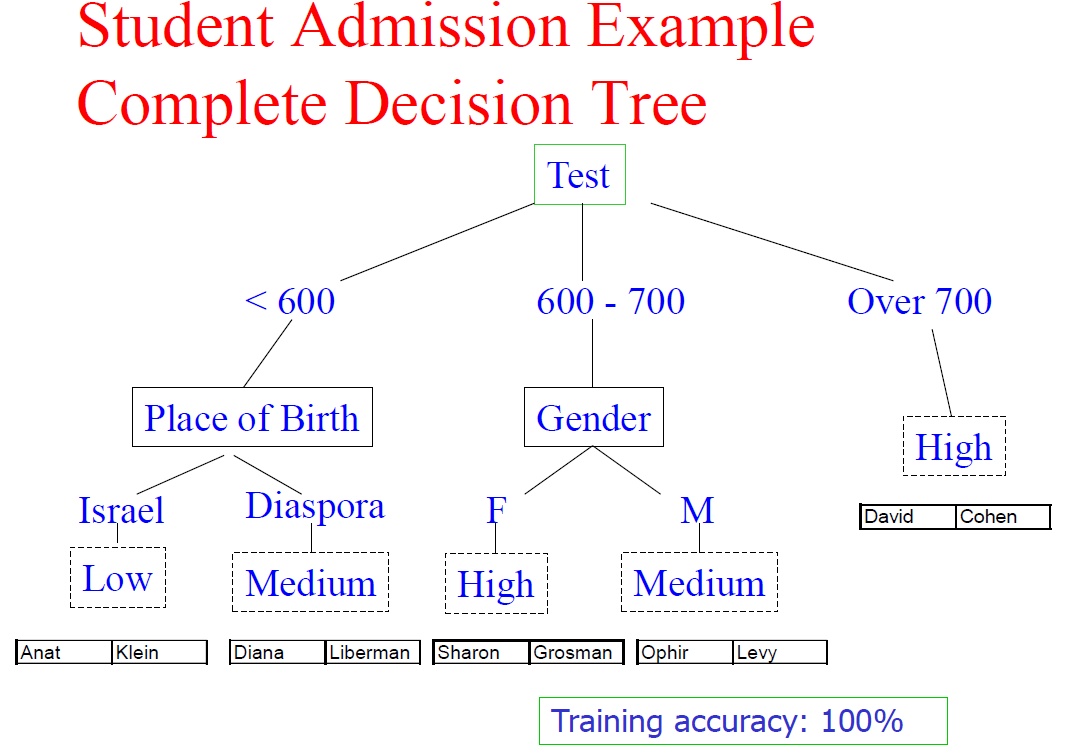 Student Admission Example
Complete Decision Tree
Test
< 600
600 - 700
Over 700
Place of Birth
Gender
High
Israel
Diaspora
F
M
David Cohen
Low
Medium
High
Medium
Anat Klein
Diana Liberman
Sharon Grosman
Ophir Levy
Training accuracy: 100%